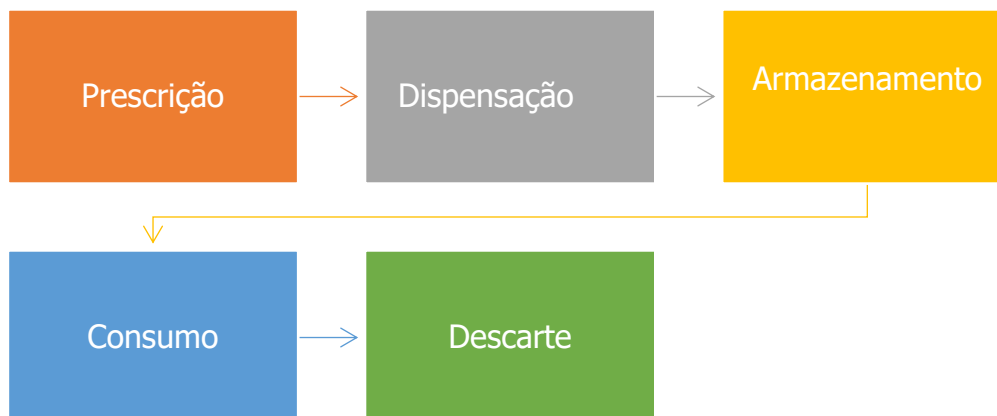 Prescrição
Dispensação
Armazenamento
Consumo
Descarte